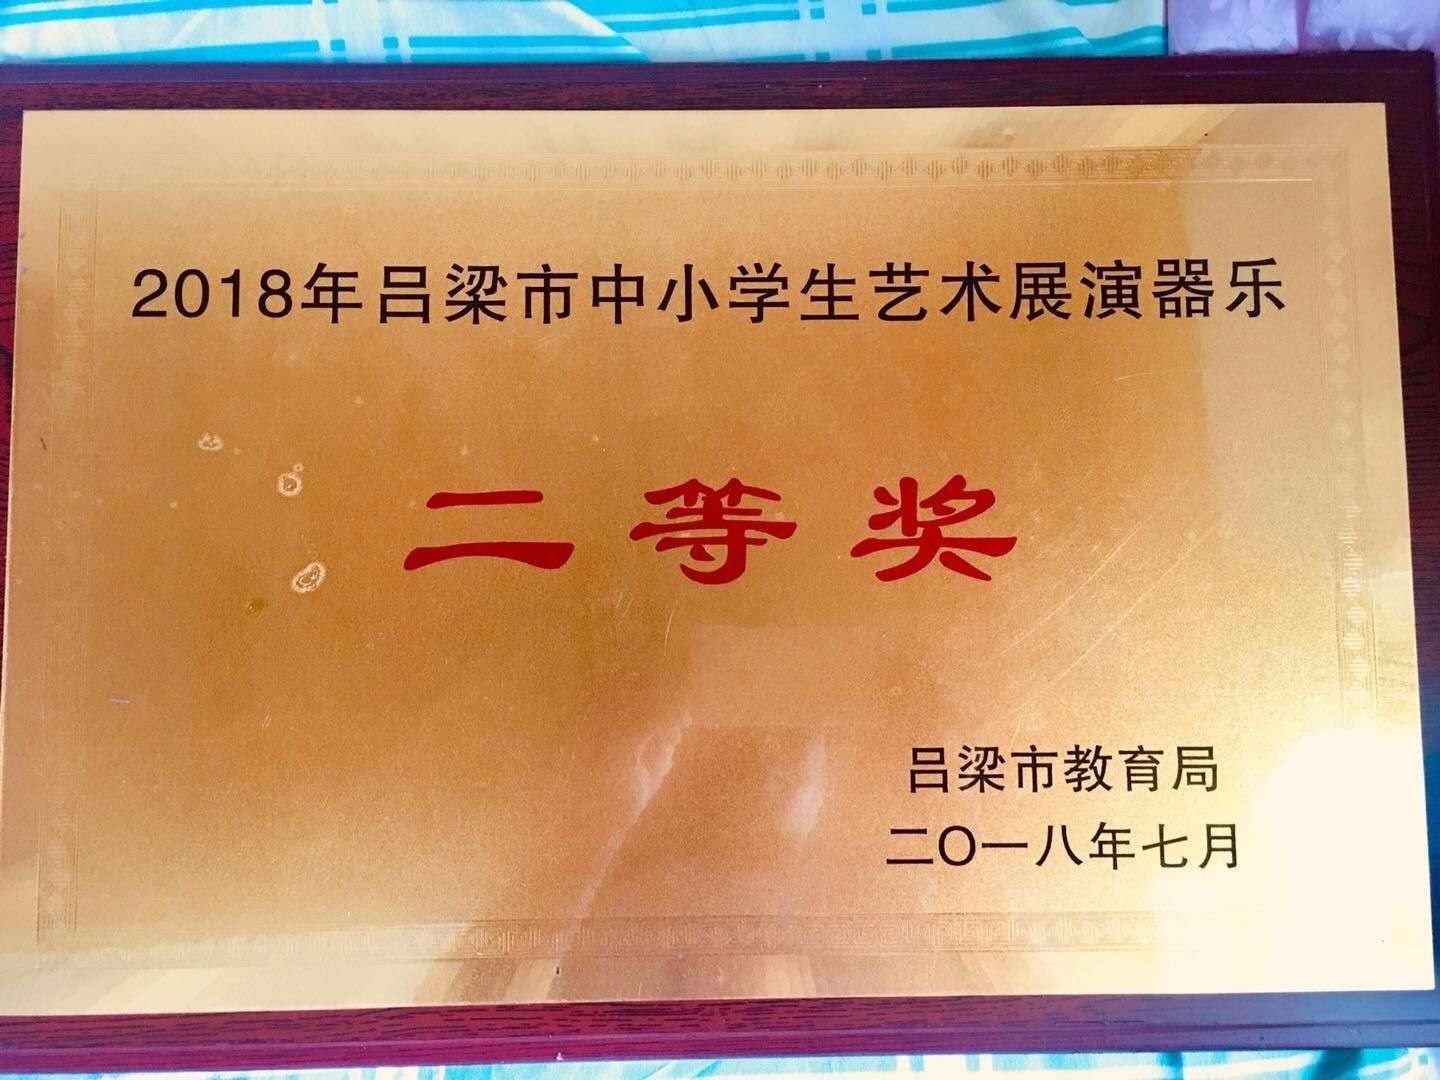 2018年吕梁市中小学生艺术展演器乐
二等奖
吕梁市教育局
二〇一八年七月